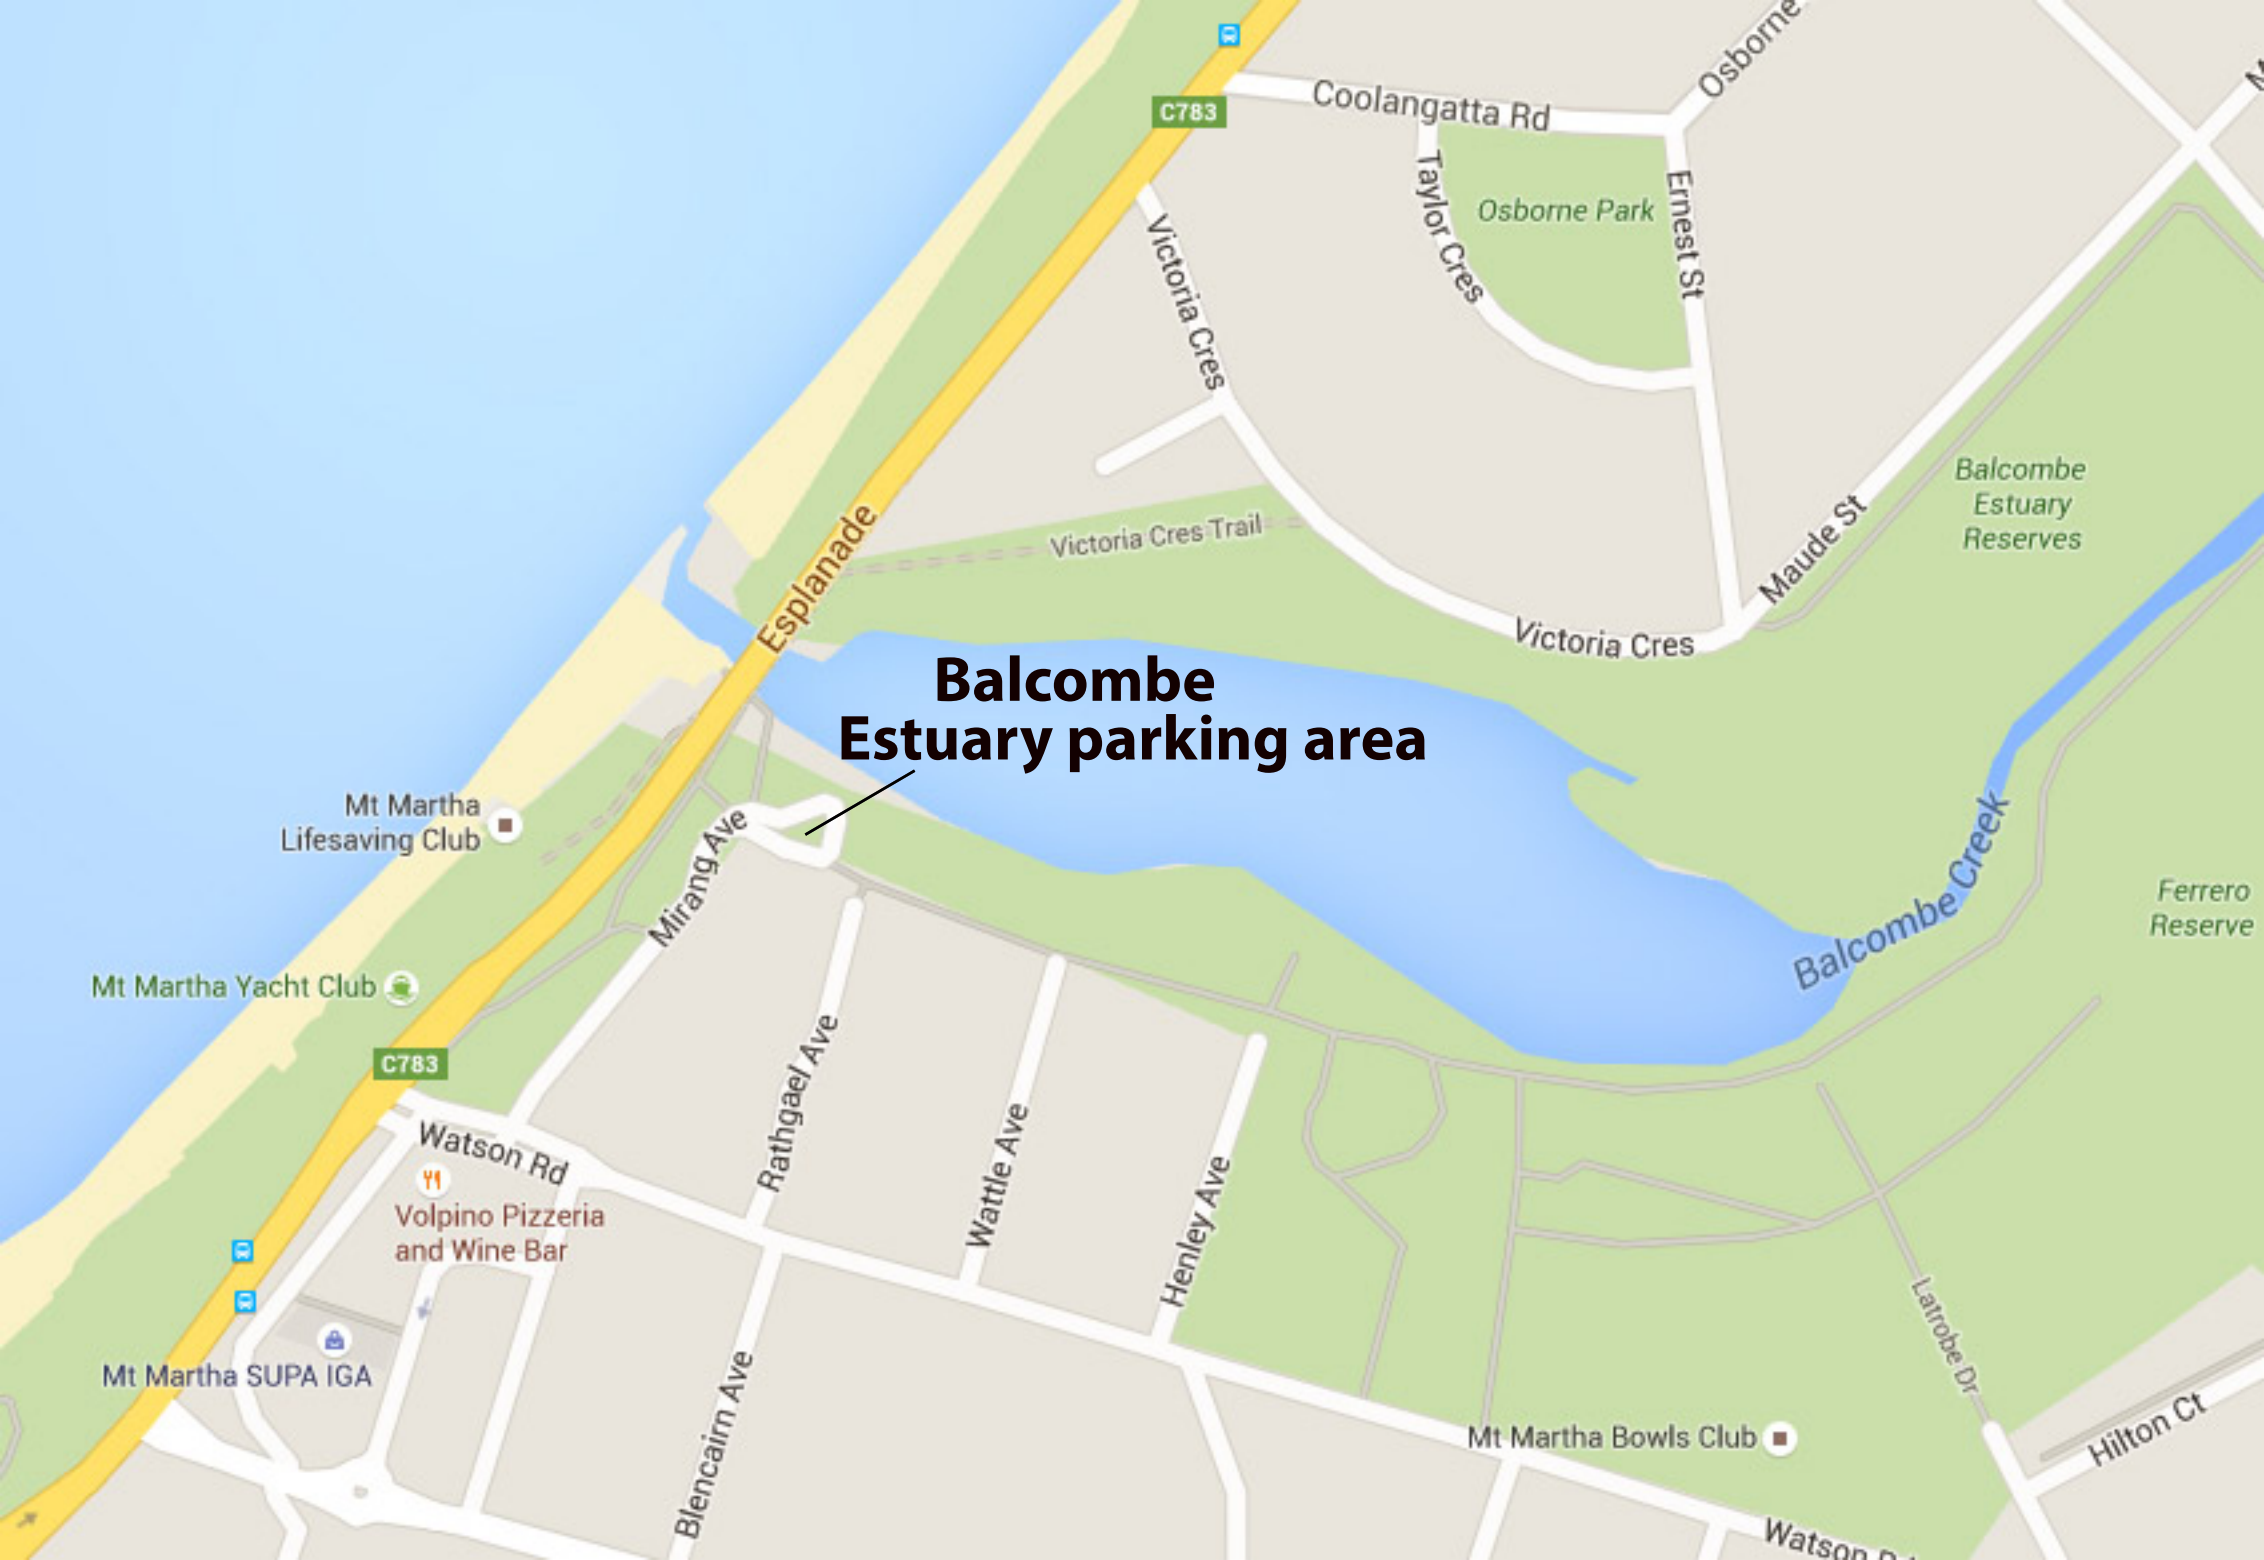 Osborne
Coolangatta Rd
C783
Taylor Cres
Osborne Park
Ernest St
Victoria Cres
Balcombe
Estuary
Reserves
Maude St
Esplanade
Victoria Cres Trail
Victoria Cres
Balcombe
Estuary parking area
Mt Martha
Lifesaving Club
Mirang Ave
Balcombe Creek
Ferrero
Reserve
Mt Martha Yacht Club
C783
Rathgael Ave
Wattle Ave
Henley Ave
Watson Rd
Volpino Pizzeria
and Wine Bar
Mt Martha SUPA IGA
Blencairn Ave
Latrobe Dr
Mt Martha Bowls Club
Hilton Ct
Watson